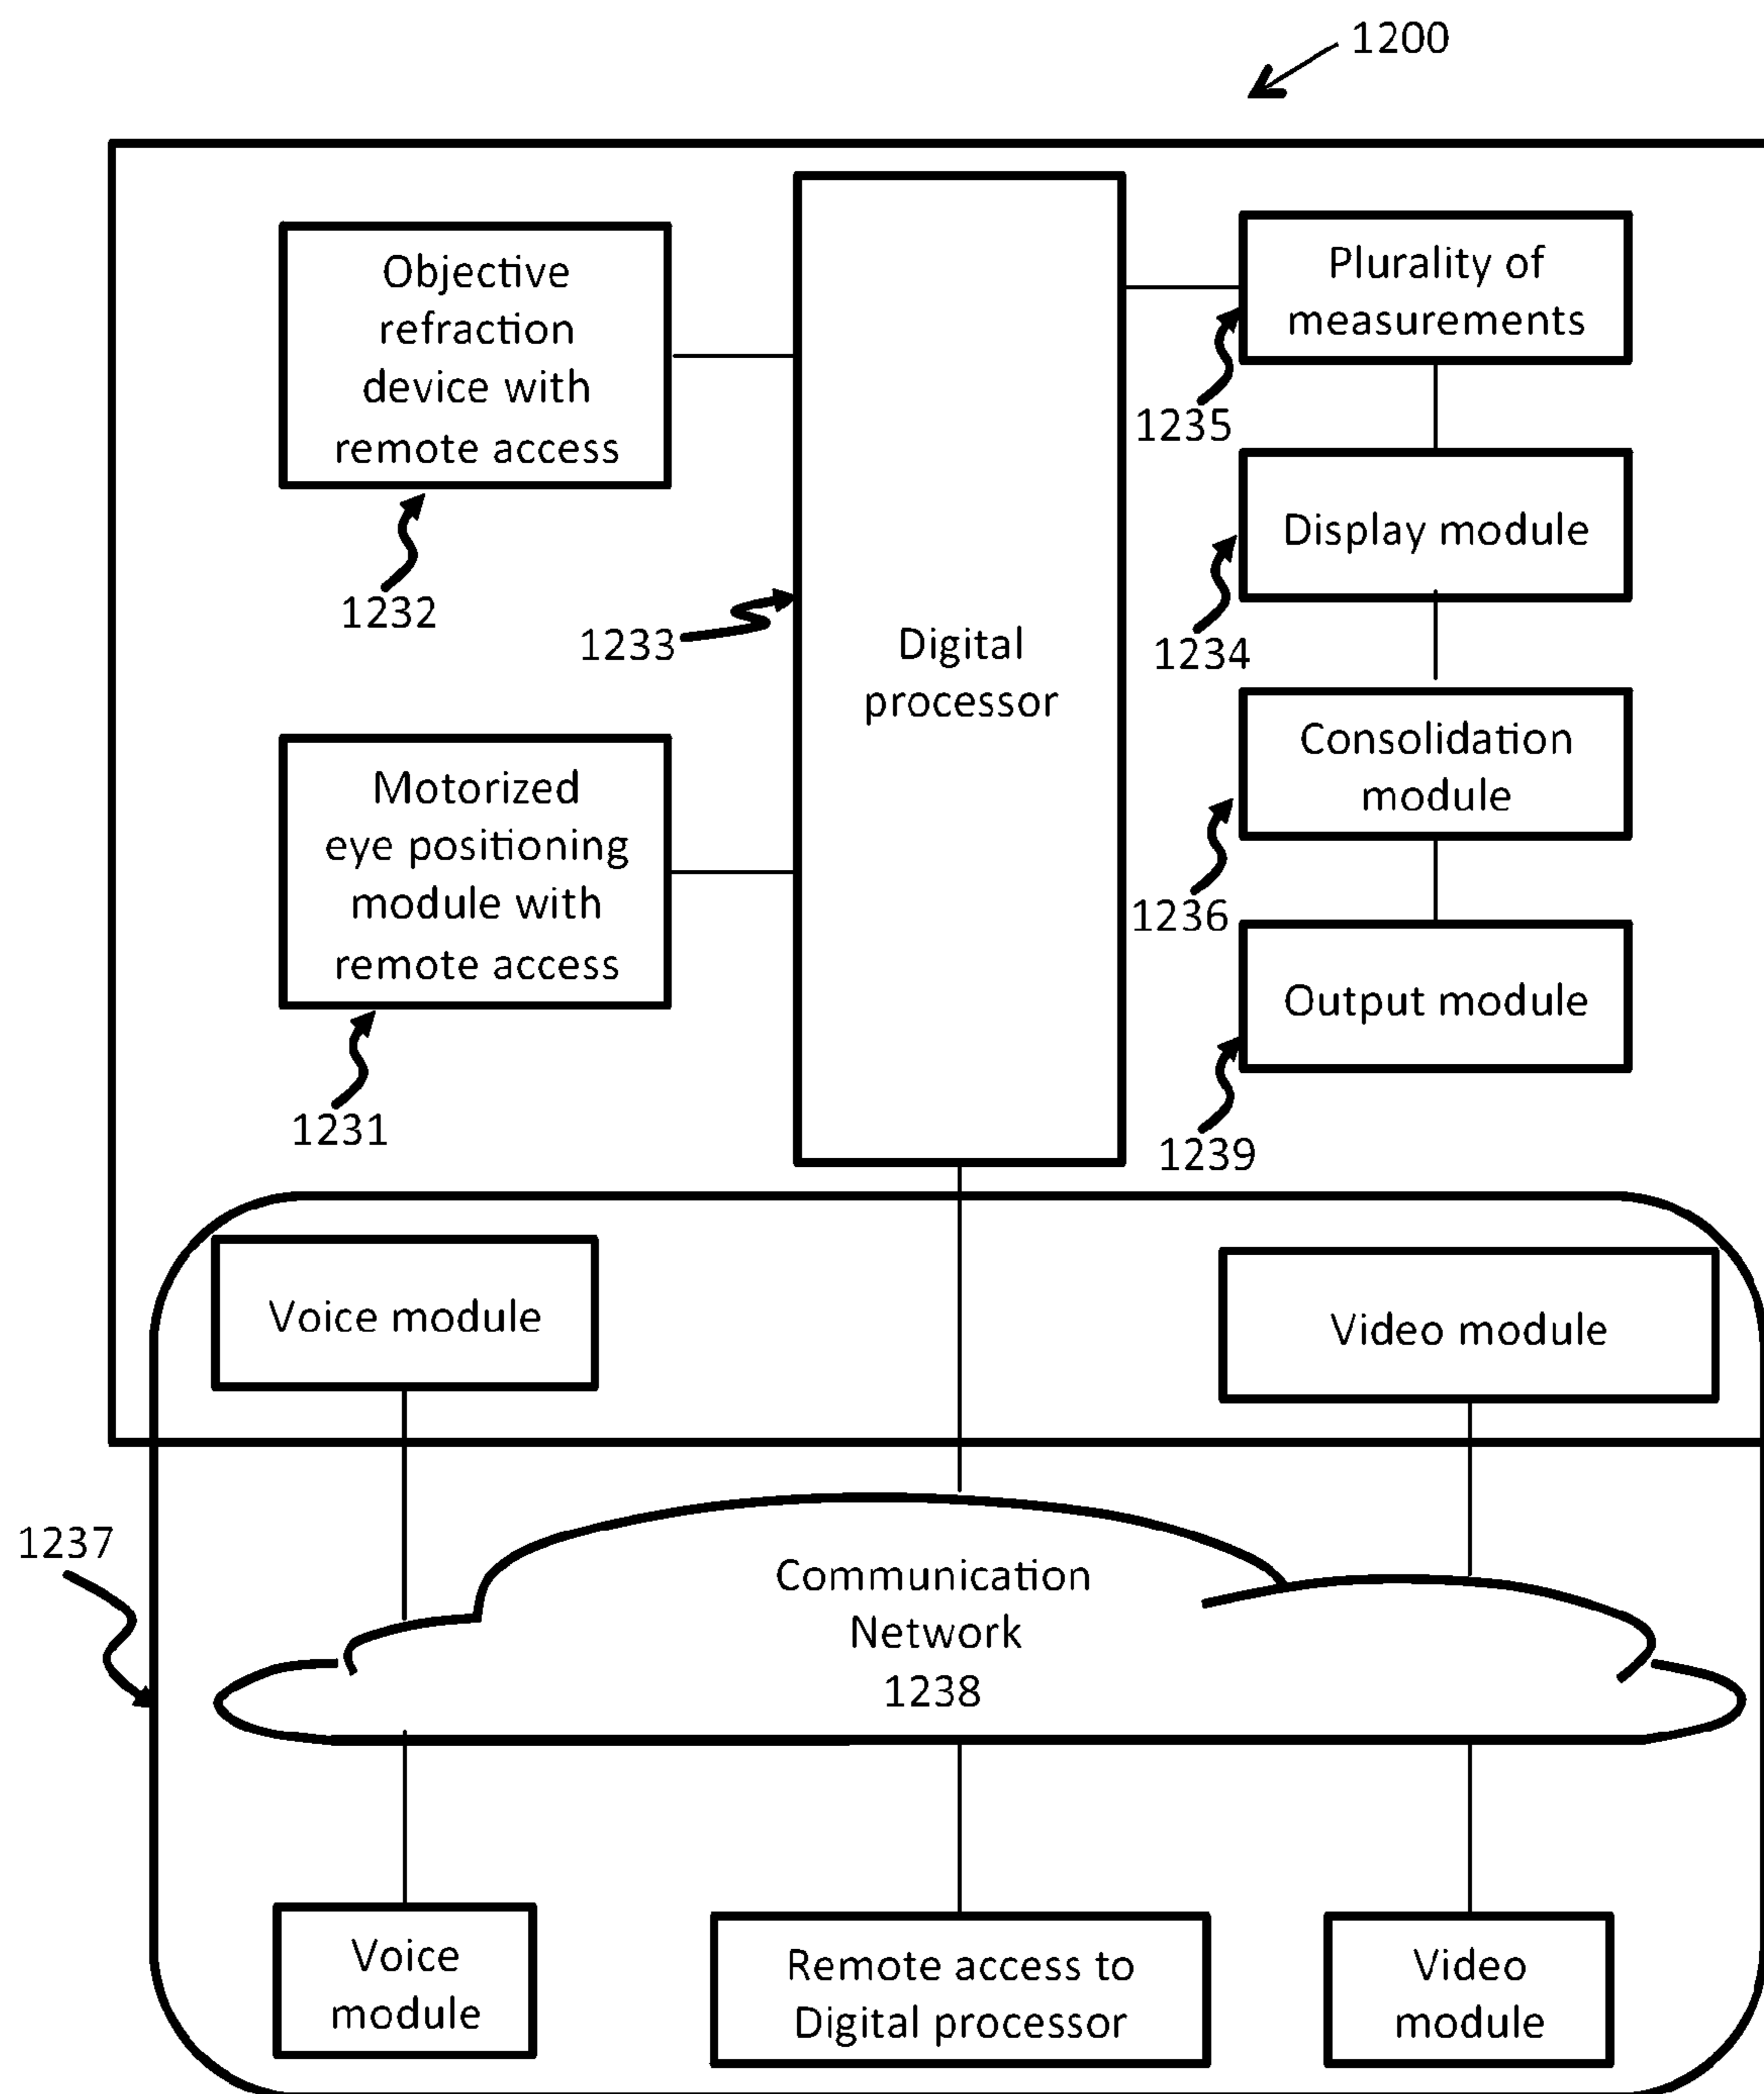 1200
Objective
refraction
device with
remote access
1232
Motorized
eye positioning
module with
remote access
1231
1233
Digital
processor
Plurality of
measurements
1235
Display module
1234
Consolidation
module
1236
Output module
1239
Voice module
Video module
1237
Communication
Network
1238
Voice
module
Remote access to
Digital processor
Video
module